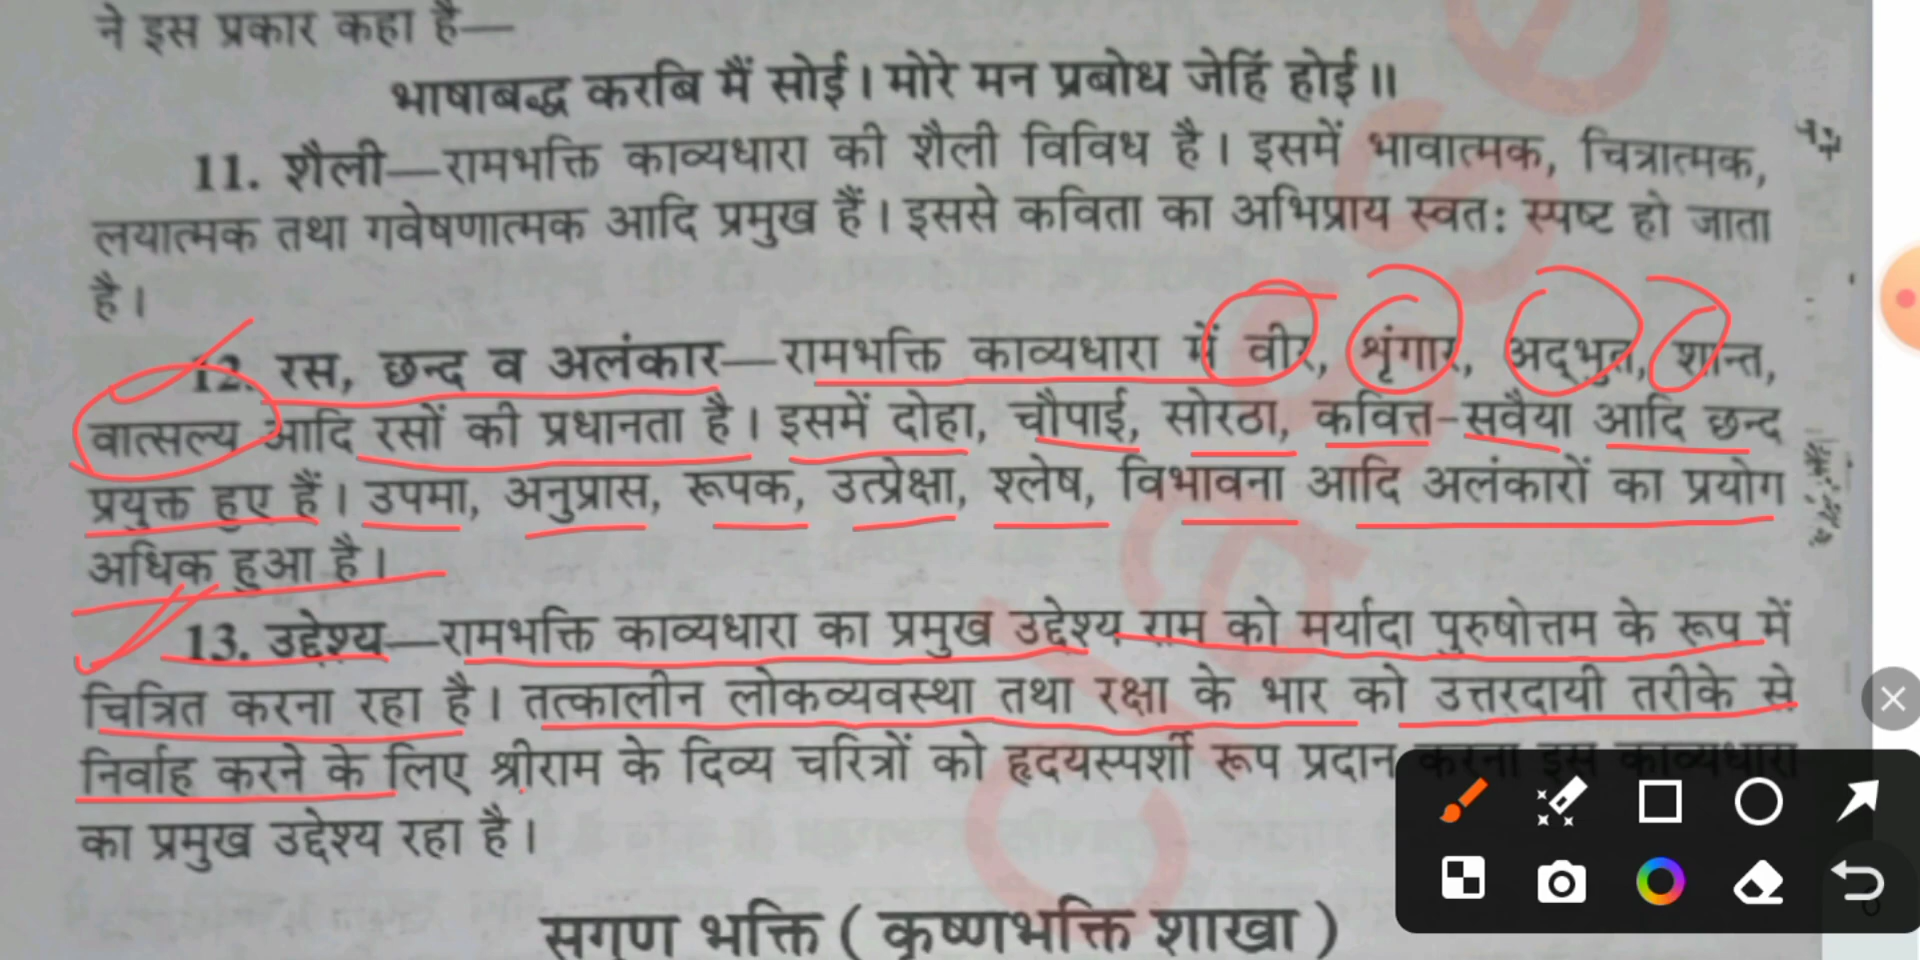 ने इस प्रकार कहा है—
भाषाबद्ध करबि मैं सोई। मोरे मन प्रबोध जेहिं होई॥
11. शैली—रामभक्ति काव्यधारा की शैली विविध है। इसमें भावात्मक, चित्रात्मक,
लयात्मक तथा गवेषणात्मक आदि प्रमुख हैं। इससे कविता का अभिप्राय स्वतः स्पष्ट हो जाता
है।
12. रस, छन्द व अलंकार—रामभक्ति काव्यधारा में वीर, शृंगार, अद्भुत, शान्त,
वात्सल्य आदि रसों की प्रधानता है। इसमें दोहा, चौपाई, सोरठा, कवित्त-सवैया आदि छन्द
प्रयुक्त हुए हैं। उपमा, अनुप्रास, रूपक, उत्प्रेक्षा, श्लेष, विभावना आदि अलंकारों का प्रयोग
अधिक हुआ है।
13. उद्देश्य—रामभक्ति काव्यधारा का प्रमुख उद्देश्य राम को मर्यादा पुरुषोत्तम के रूप में
चित्रित करना रहा है। तत्कालीन लोकव्यवस्था तथा रक्षा के भार को उत्तरदायी तरीके से
निर्वाह करने के लिए श्रीराम के दिव्य चरित्रों को हृदयस्पर्शी रूप प्रदान करना इस काव्यधारा
का प्रमुख उद्देश्य रहा है।
सगुण भक्ति ( कृष्णभक्ति शाखा )